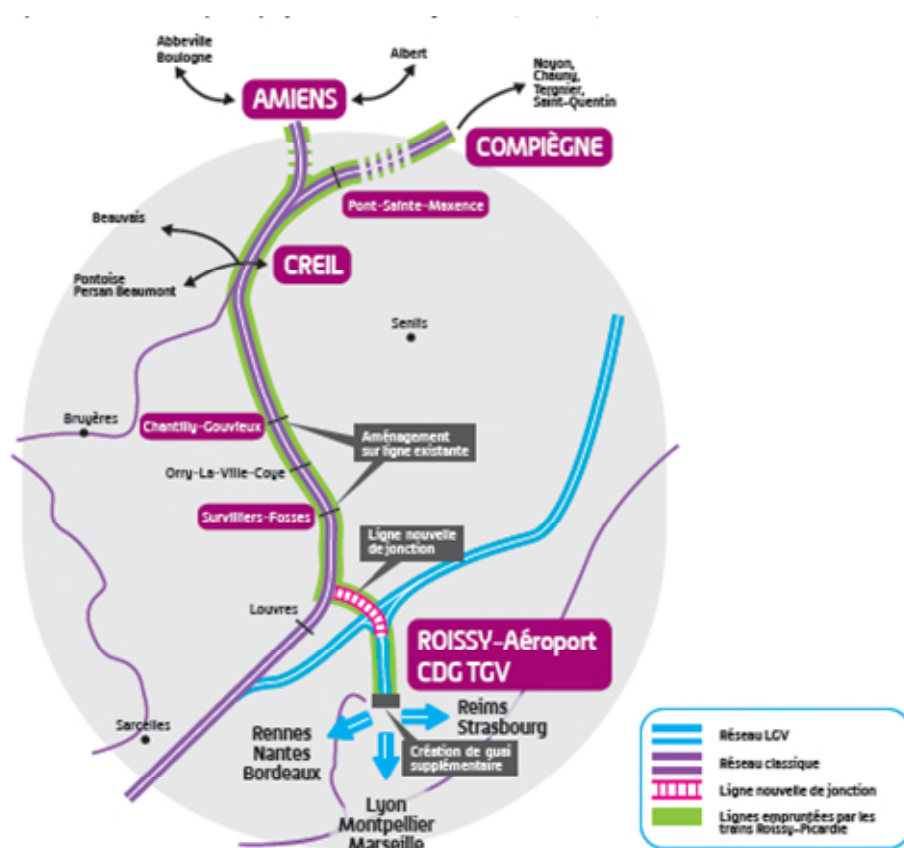 Abbeville
Boulogne
Albert
Noyon,
Chauny,
Tergnier,
Saint-Quentin
AMIENS
COMPIÈGNE
Pont-Sainte-Maxence
Beauvais
CREIL
Pontoise
Persan Beaumont
Senlis
Bruyères
Chantilly-Gouvieux
Aménagement
sur ligne existante
Orry-La-Ville-Coye
Survilliers-Fosses
Ligne nouvelle
de jonction
Louvres
ROISSY-Aéroport
CDG TGV
Sarcelles
Reims
Strasbourg
Rennes
Nantes
Bordeaux
Création de quai
supplémentaire
Lyon
Montpellier
Marseille
Réseau LGV
Réseau classique
Ligne nouvelle de jonction
Lignes empruntées par les
trains Roissy-Picardie